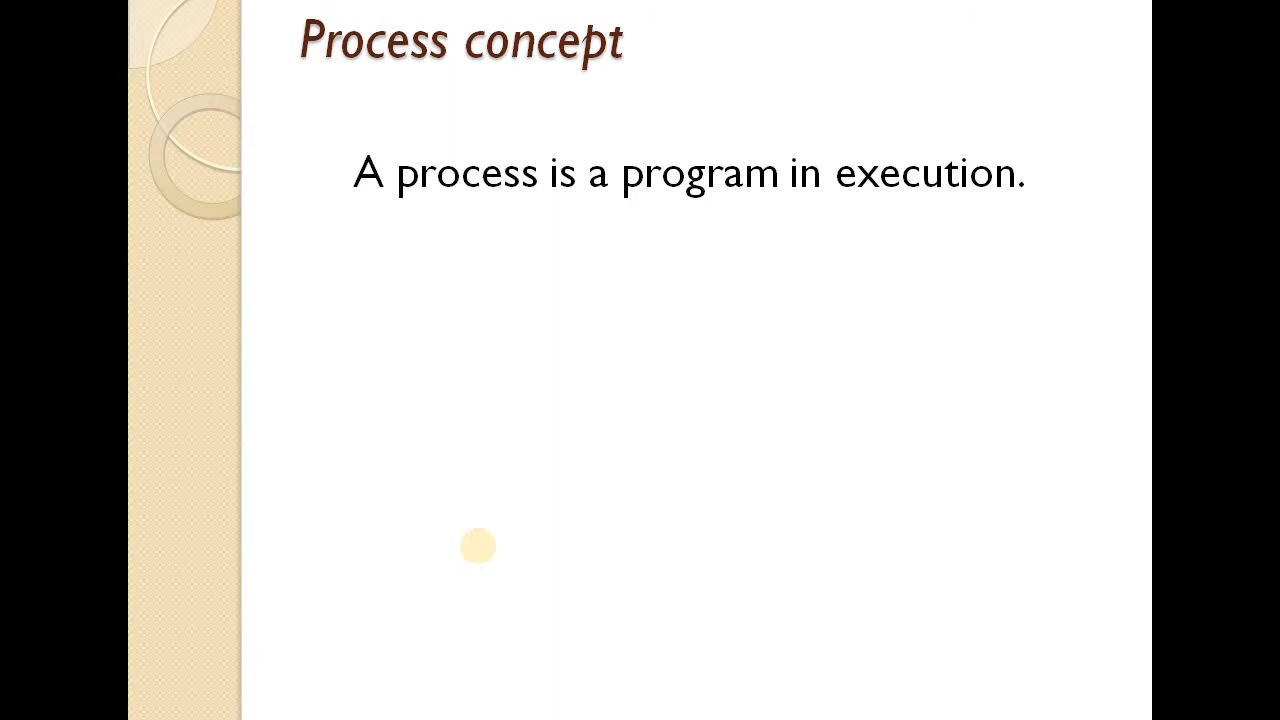 Process concept
A process is a program in execution.